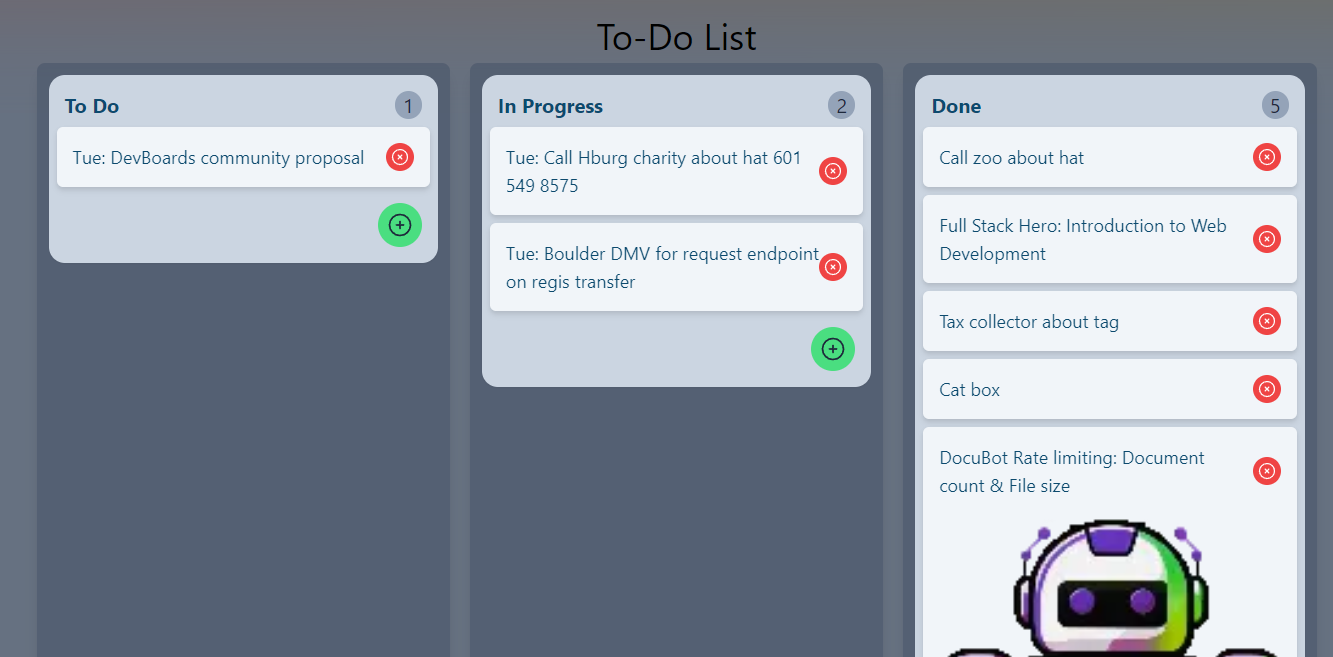 To-Do List
To Do
1
Tue: DevBoards community proposal
In Progress
2
Tue: Call Hburg charity about hat 601
549 8575
Tue: Boulder DMV for request endpoint
on regis transfer
Done
5
Call zoo about hat
Full Stack Hero: Introduction to Web
Development
Tax collector about tag
Cat box
DocuBot Rate limiting: Document
count & File size